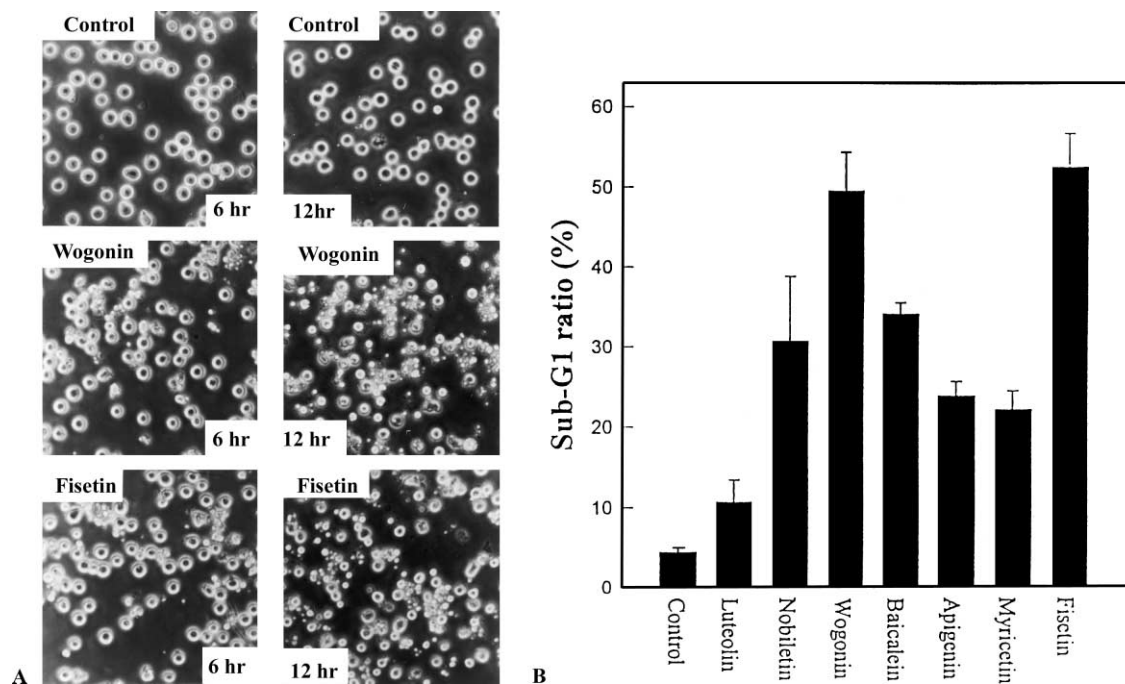 Control
6 hr
Control
12hr
Wogonin
6 hr
Wogonin
12 hr
Fisetin
6 hr
Fisetin
12 hr
A
Sub-G1 ratio (%)
60
50
40
30
20
10
0
Control
Luteolin
Nobiletin
Wogonin
Baicalein
Apigenin
Myricetin
Fisetin
B